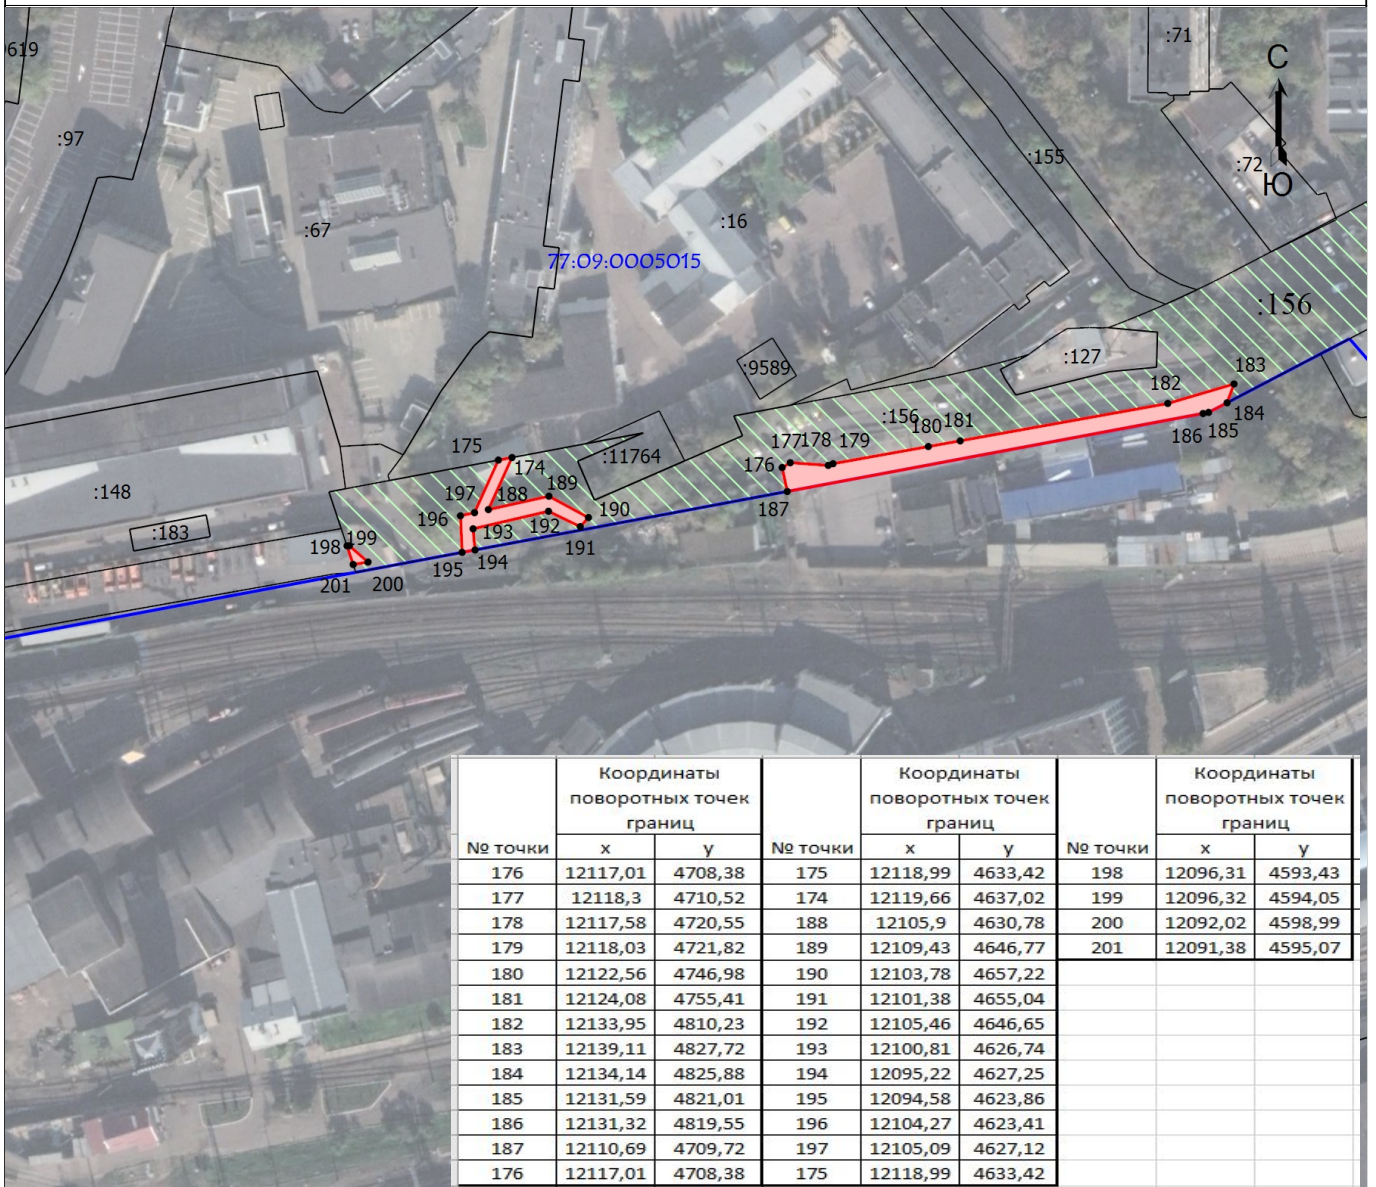 :71
С
9619
:97
:155
:72
Ю
:67
:16
77:09:0005015
:156
:127
:9589
183
182
:156
181
180
184
185
186
175
174
:11764
177
178
179
176
187
:148
:183
189
197
188
196
190
192
193
191
198
199
194
195
201
200
№ точки | Координаты поворотных точек границ | № точки | Координаты поворотных точек границ | № точки | Координаты поворотных точек границ
x | y | x | y | x | y
176 | 12117,01 | 4708,38 | 175 | 12118,99 | 4633,42 | 198 | 12096,31 | 4593,43
177 | 12118,3 | 4710,52 | 174 | 12119,66 | 4637,02 | 199 | 12096,32 | 4594,05
178 | 12117,58 | 4720,55 | 188 | 12105,9 | 4630,78 | 200 | 12092,02 | 4598,99
179 | 12118,03 | 4721,82 | 189 | 12109,43 | 4646,77 | 201 | 12091,38 | 4595,07
180 | 12122,56 | 4746,98 | 190 | 12103,78 | 4657,22
181 | 12124,08 | 4755,41 | 191 | 12101,38 | 4655,04
182 | 12133,95 | 4810,23 | 192 | 12105,46 | 4646,65
183 | 12139,11 | 4827,72 | 193 | 12100,81 | 4626,74
184 | 12134,14 | 4825,88 | 194 | 12095,22 | 4627,25
185 | 12131,59 | 4821,01 | 195 | 12094,58 | 4623,86
186 | 12131,32 | 4819,55 | 196 | 12104,27 | 4623,41
187 | 12110,69 | 4709,72 | 197 | 12105,09 | 4627,12
176 | 12117,01 | 4708,38 | 175 | 12118,99 | 4633,42